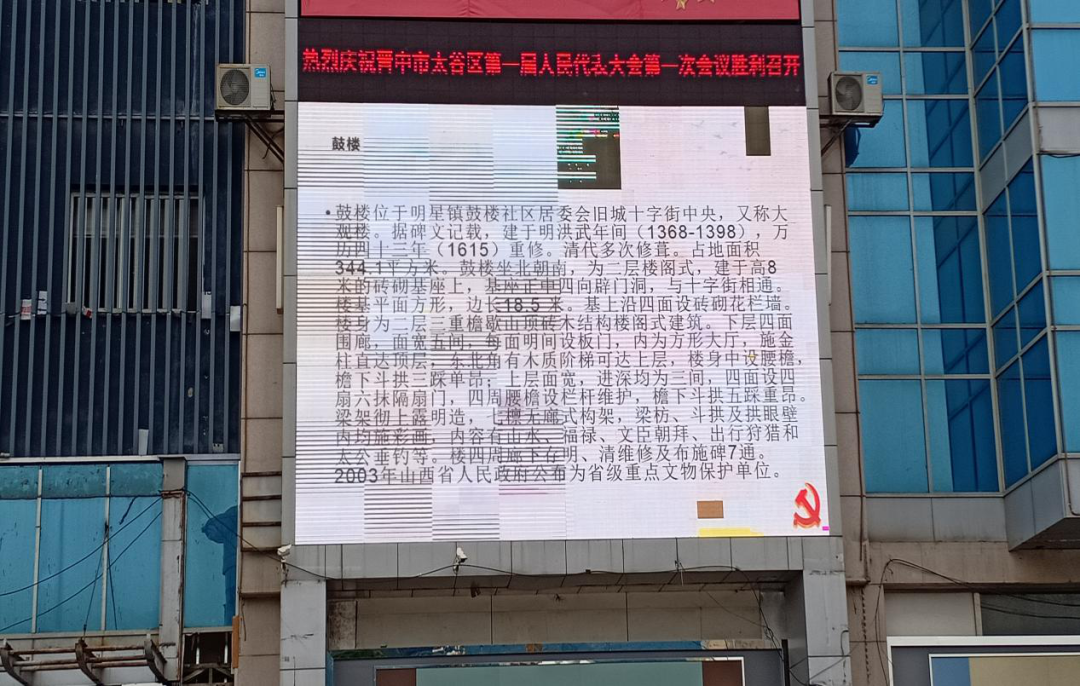 热烈庆祝晋中市太谷区第一届人民代表大会第一次会议胜利召开
鼓楼
• 鼓楼位于明星镇鼓楼社区居委会旧城十字街中央，又称大
观楼。据碑文记载，建于明洪武年间（1368-1398），万
历四十三年（1615）重修。清代多次修葺。占地面积
344.1平方米。鼓楼坐北朝南，为二层楼阁式，建于高8
米的砖砌基座上，基座正中四向辟门洞，与十字街相通。
楼基平面方形，边长18.5 米。基上沿四面设砖砌花栏墙。
楼身为二层三重檐歇山顶砖木结构楼阁式建筑。下层四面
围廊，面宽五间，每面明间设板门，内为方形大厅，施金
柱直达顶层；东北角有木质阶梯可达上层，楼身中设腰檐，
檐下斗拱三踩单昂；上层面宽，进深均为三间，四面设四
扇六抹隔扇门，四周腰檐设栏杆维护，檐下斗拱五踩重昂。
梁架彻上露明造，七檩无廊式构架，梁枋、斗拱及拱眼壁
内均施彩画，内容有山水、福禄、文臣朝拜、出行狩猎和
太公垂钓等。楼四周廊下存明、清维修及布施碑7通。
2003年山西省人民政府公布为省级重点文物保护单位。